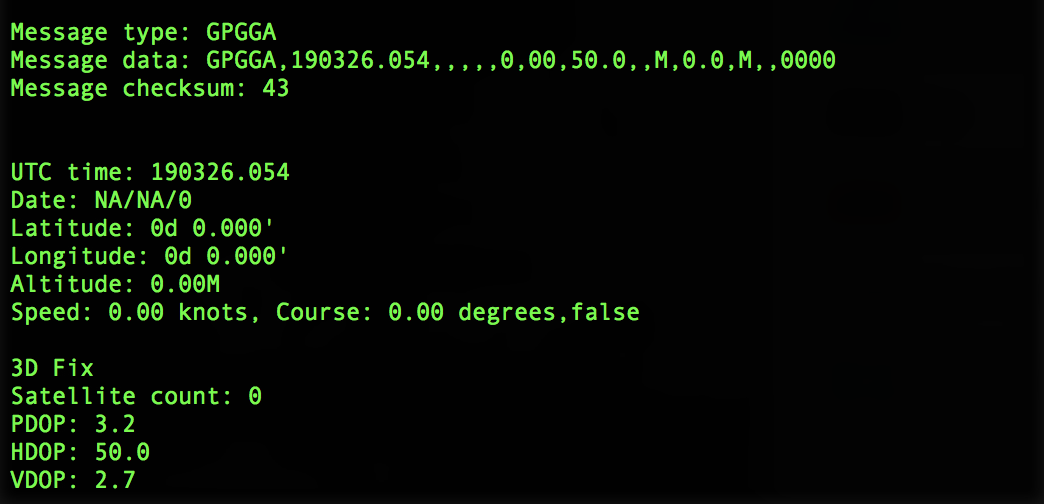 Message type: GPGGA
Message data: GPGGA,190326.054,,,,,0,00,50.0,,M,0.0,M,,0000
Message checksum: 43
UTC time: 190326.054
Date: NA/NA/0
Latitude: 0d 0.000'
Longitude: 0d 0.000'
Altitude: 0.00M
Speed: 0.00 knots, Course: 0.00 degrees,false
3D Fix
Satellite count: 0
PDOP: 3.2
HDOP: 50.0
VDOP: 2.7